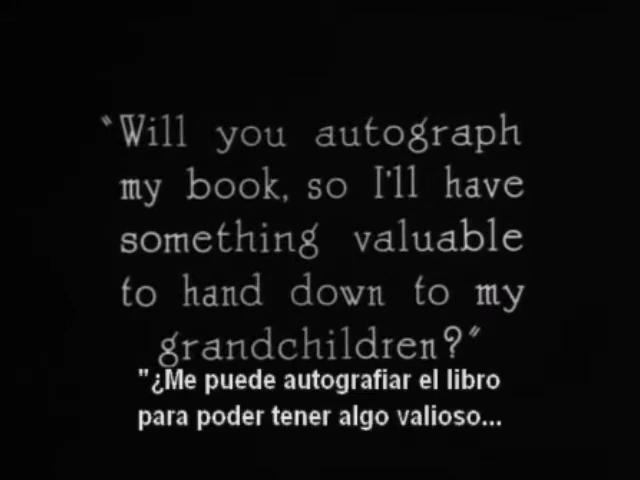 “Will you autograph
my book, so I'll have
something valuable
to hand down to my
grandchildren?”
"¿Me puede autografiar el libro
para poder tener algo valioso...